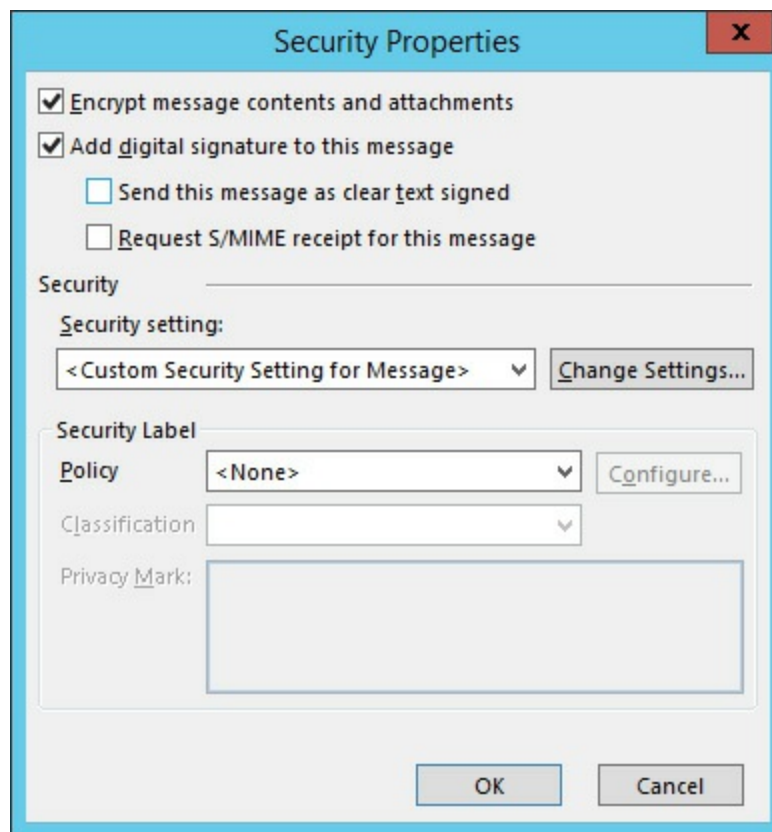 Security Properties
x
Encrypt message contents and attachments
Add digital signature to this message
Send this message as clear text signed
Request S/MIME receipt for this message
Security
Security setting:
<Custom Security Setting for Message> Change Settings...
Security Label
Policy <None> Configure...
Classification
Privacy Mark:
OK Cancel